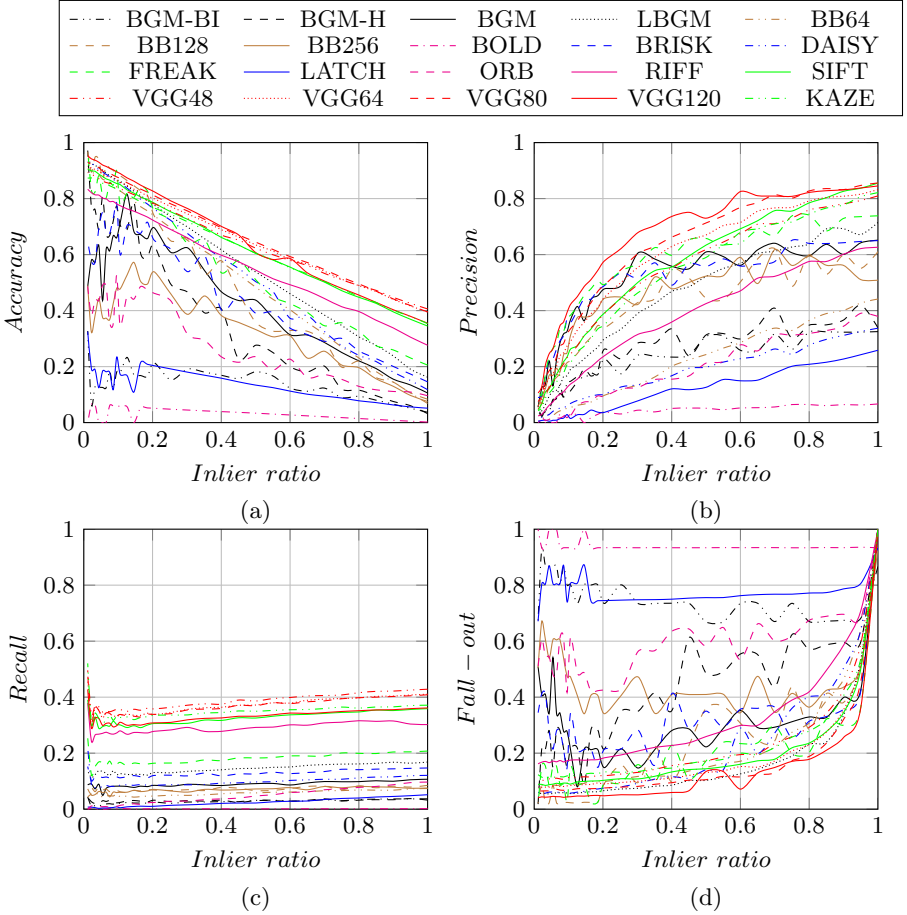 BGM-BI BGM-H BGM LBGM BB64
BB128 BB256 BOLD BRISK DAISY
FREAK LATCH ORB RIFF SIFT
VGG48 VGG64 VGG80 VGG120 KAZE
1
0.8
0.6
0.4
0.2
0
Accuracy
0 0.2 0.4 0.6 0.8 1
Inlier ratio
(a)
1
0.8
0.6
0.4
0.2
0
Precision
0 0.2 0.4 0.6 0.8 1
Inlier ratio
(b)
1
0.8
0.6
0.4
0.2
0
Recall
0 0.2 0.4 0.6 0.8 1
Inlier ratio
(c)
1
0.8
0.6
0.4
0.2
0
Fall − out
0 0.2 0.4 0.6 0.8 1
Inlier ratio
(d)